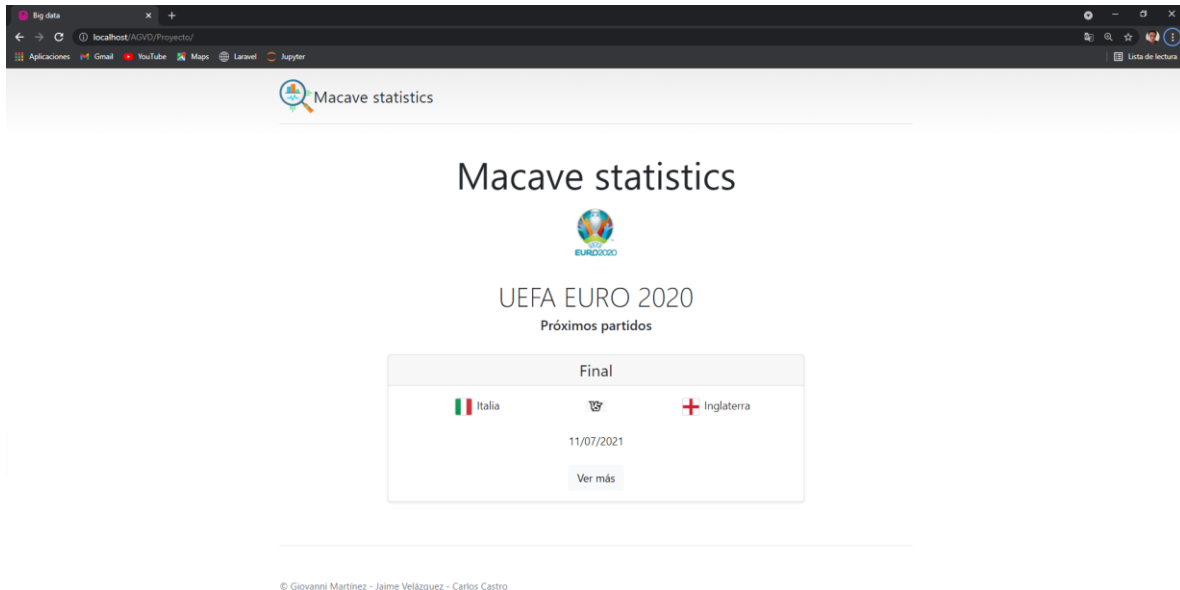 Big data
localhost/AGVD/Proyecto/
Aplicaciones Gmail YouTube Maps Laravel Jupyter Lista de lectura
Macave statistics
Macave statistics
UEFA
EURO2020
UEFA EURO 2020
Próximos partidos
Final
Italia VS Inglaterra
11/07/2021
Ver más
© Giovanni Martínez - Jaime Velázquez - Carlos Castro